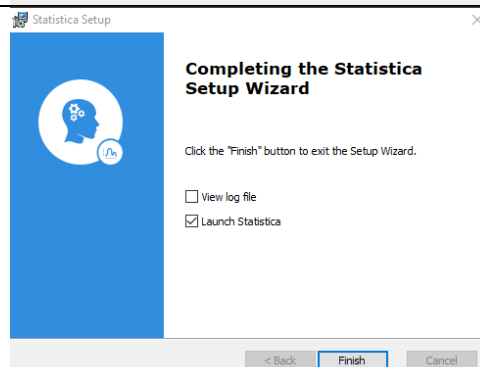 Statistica Setup
Completing the Statistica
Setup Wizard
Click the "Finish" button to exit the Setup Wizard.
View log file
Launch Statistica
< Back Finish Cancel